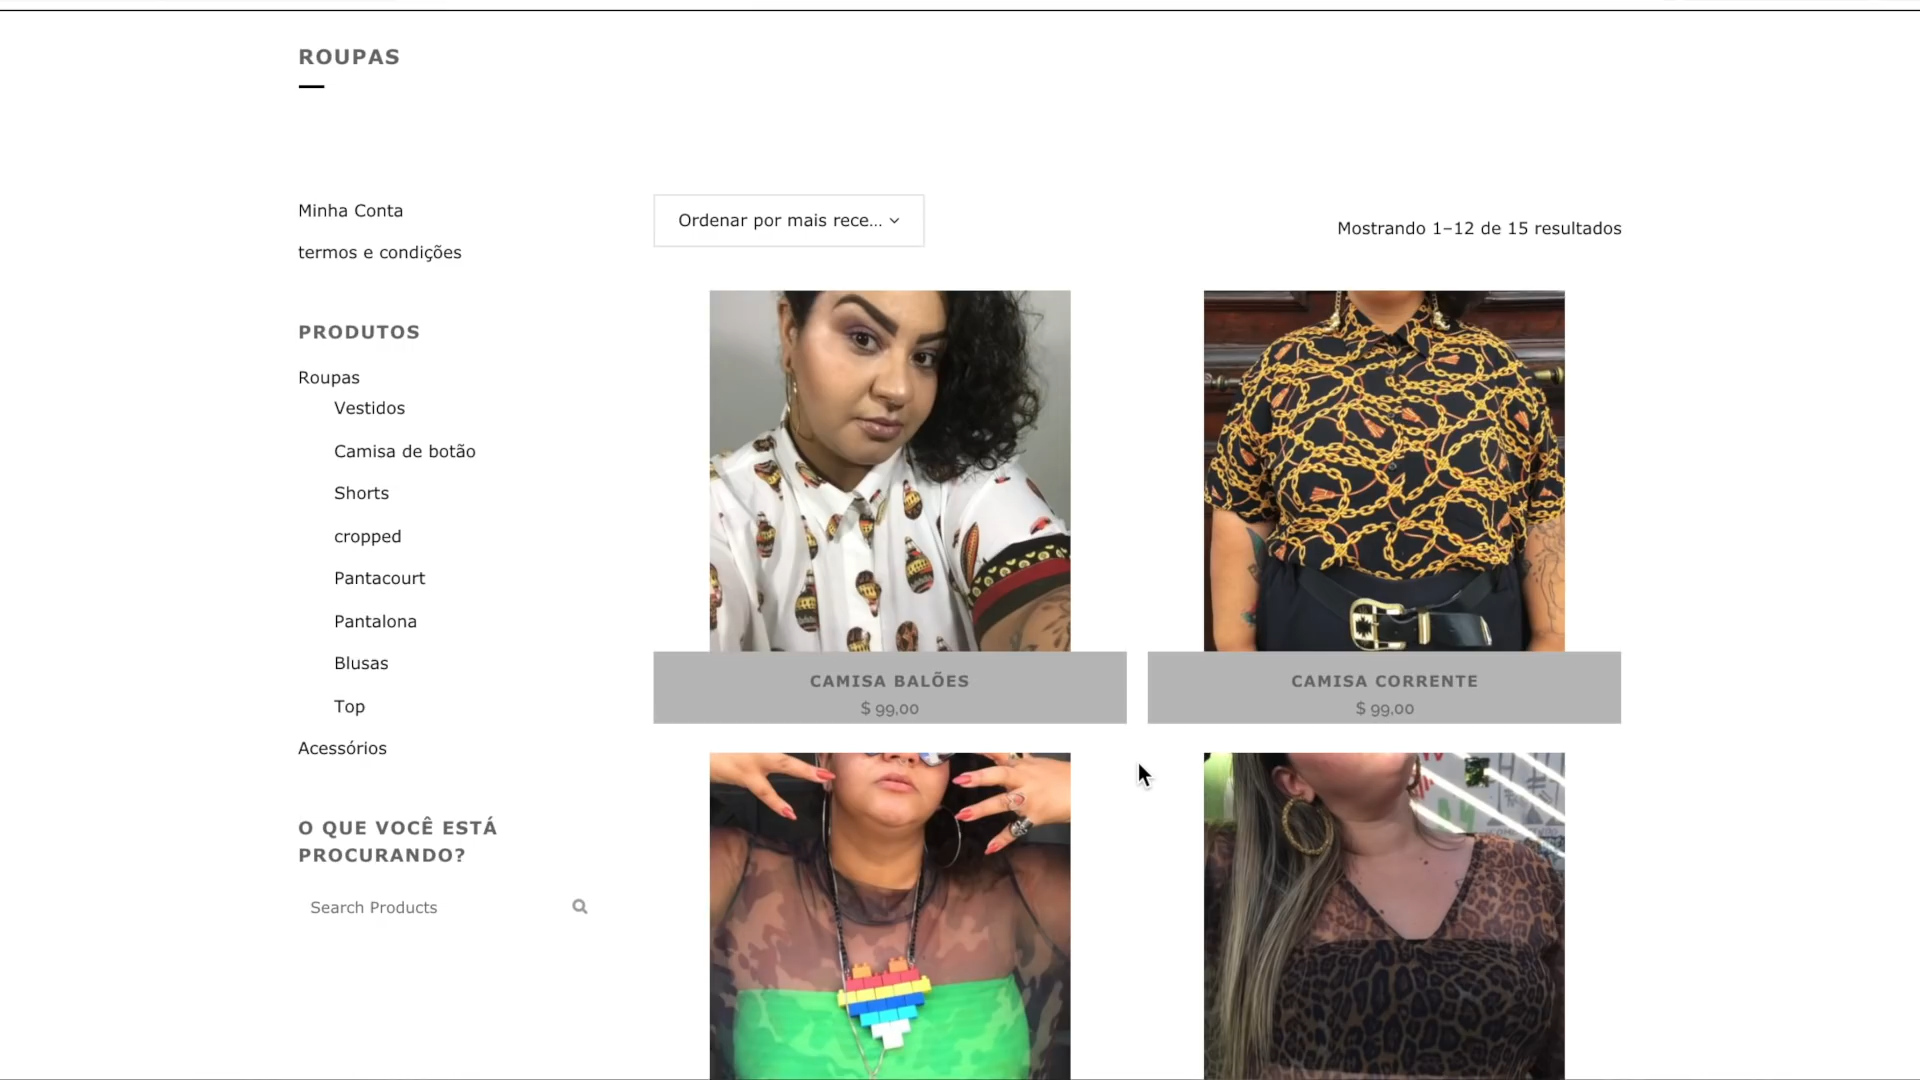 ROUPAS
Minha Conta
termos e condições
PRODUTOS
Roupas
Vestidos
Camisa de botão
Shorts
cropped
Pantacourt
Pantalona
Blusas
Top
Acessórios
O QUE VOCÊ ESTÁ
PROCURANDO?
Search Products
Ordenar por mais rece...
Mostrando 1–12 de 15 resultados
CAMISA BALÕES
$ 99,00
CAMISA CORRENTE
$ 99,00